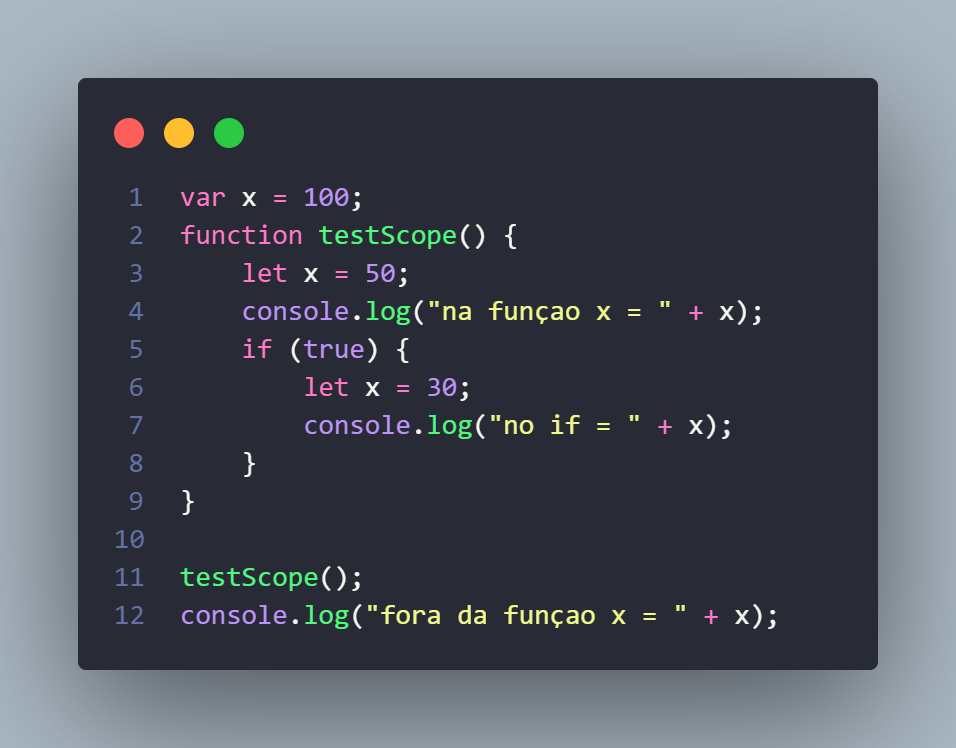 1 var x = 100;
2 function testScope() {
3     let x = 50;
4     console.log("na funçao x = " + x);
5     if (true) {
6         let x = 30;
7         console.log("no if = " + x);
8     }
9 }
10
11 testScope();
12 console.log("fora da funçao x = " + x);